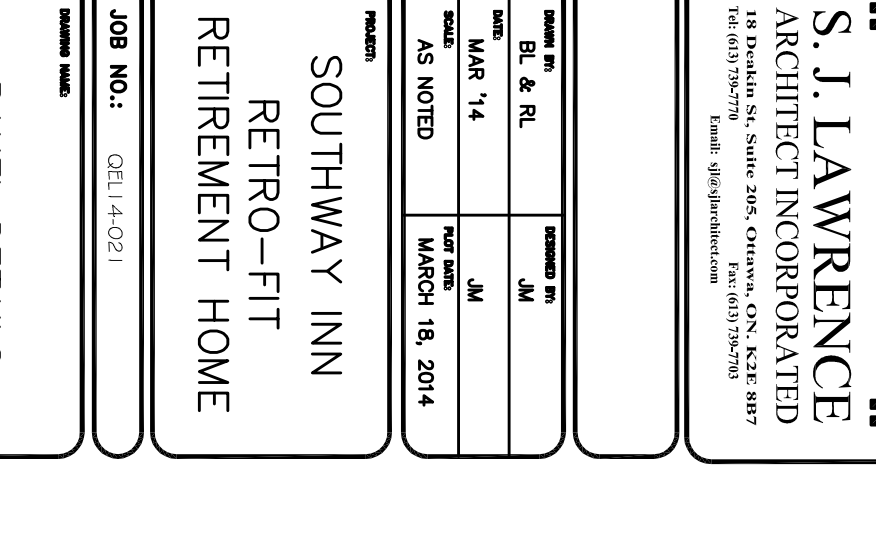 S. J. LAWRENCE
ARCHITECT INCORPORATED
18 Deakin St, Suite 205, Ottawa, ON. K2E 8B7
Tel: (613) 739-7770 Fax: (613) 739-7703
Email: sjl@sjlarchitect.com
DRAWN BY: DESIGNED BY:
BL & RL JM
DATE:
MAR '14 JM
SCALE: PLOT DATE:
AS NOTED MARCH 18, 2014
PROJECT:
SOUTHWAY INN
RETRO-FIT
RETIREMENT HOME
JOB NO.: QEL14-021
DRAWING NAME: